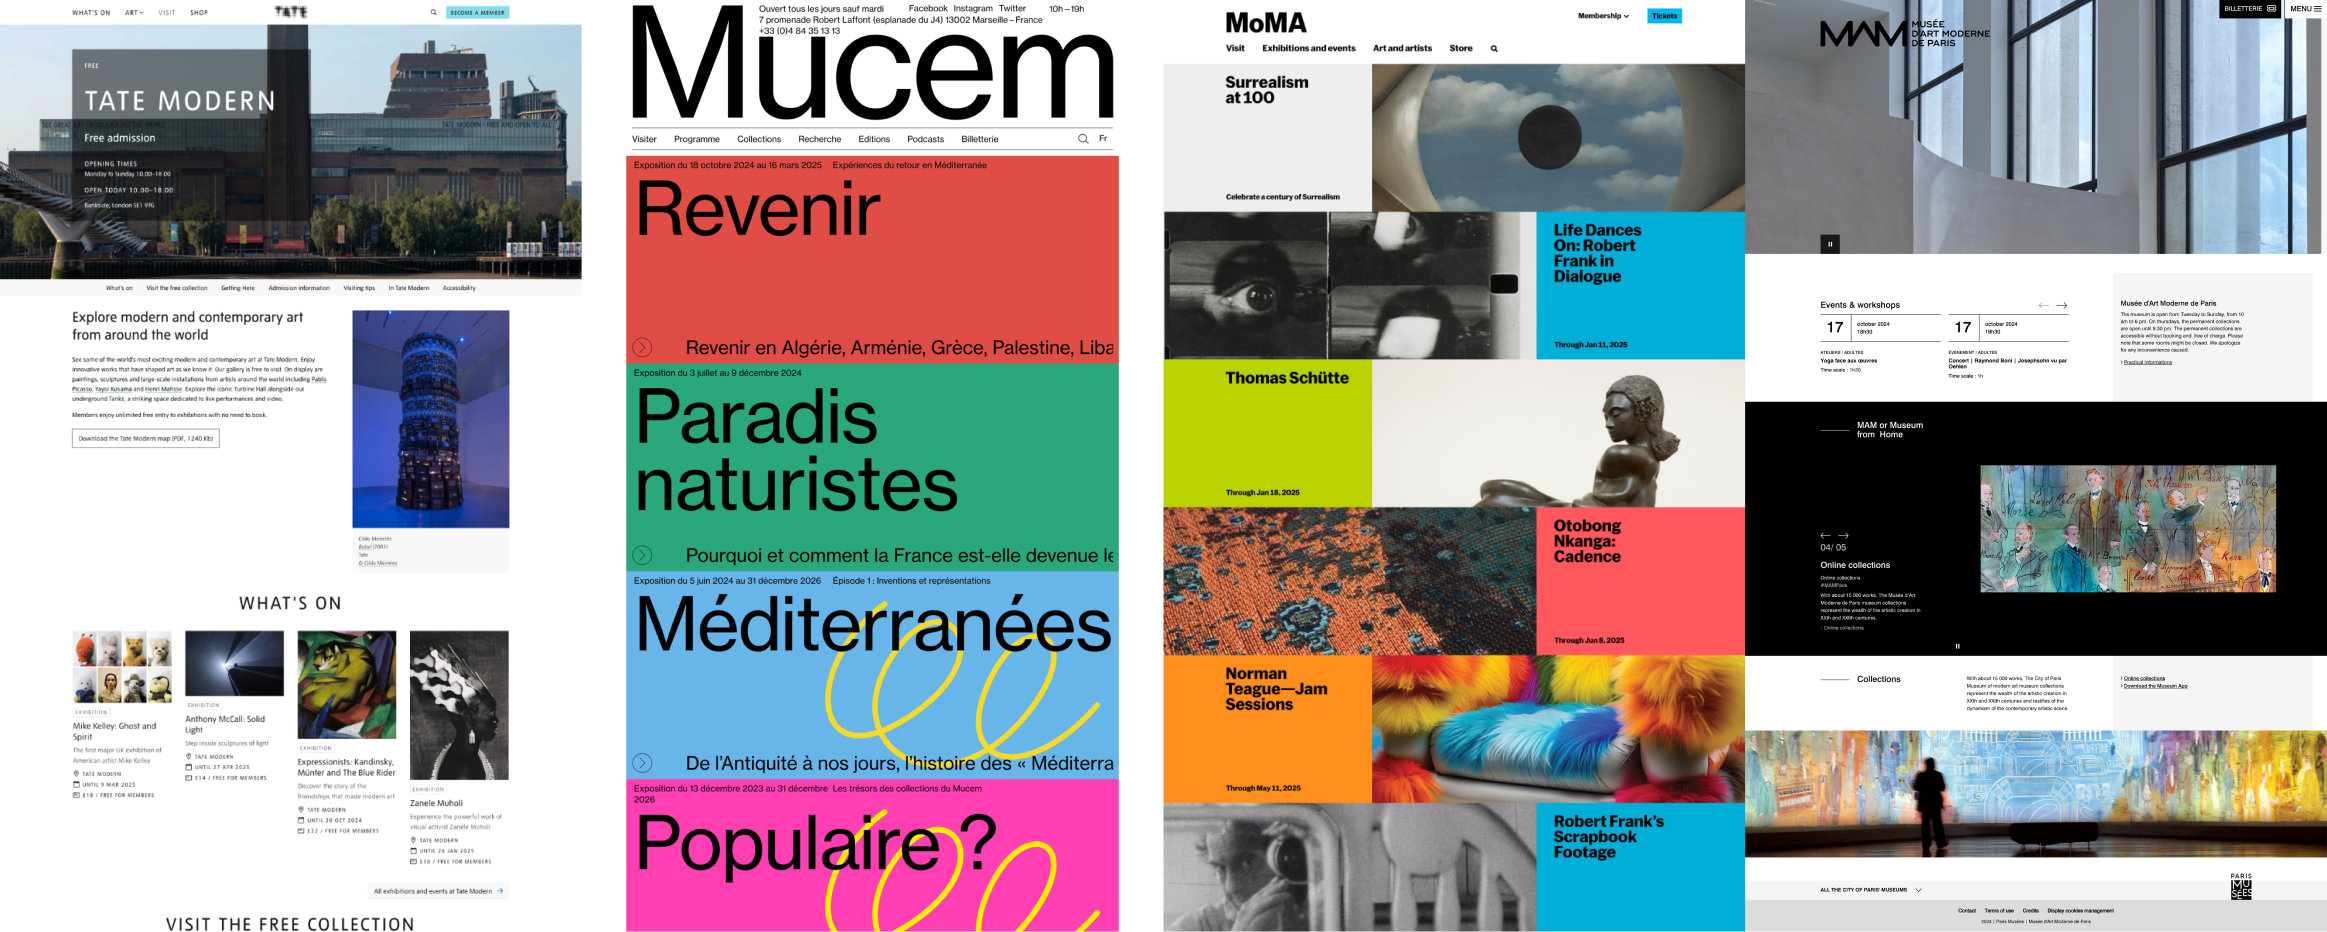 WHAT'S ON
ART
VISIT
SHOP
TATE
BECOME A MEMBER
FREE
TATE MODERN
Free admission
OPENING TIMES
Monday to Sunday 10.00–18.00
OPEN TODAY 10.00–18.00
Bankside, London SE1 9TG
What's on
Visit the free collection
Getting Here
Admission information
Visiting tips
In Tate Modern
Accessibility
Explore modern and contemporary art
from around the world
See some of the world's most exciting modern and contemporary art at Tate Modern. Enjoy
innovative works that have shaped art as we know it. Our gallery is free to visit. On display are
paintings, sculptures and large-scale installations from artists around the world including Pablo
Picasso, Yayoi Kusama and Henri Matisse. Explore the iconic Turbine Hall alongside our
underground Tanks, a striking space dedicated to live performances and video.
Members enjoy unlimited free entry to exhibitions with no need to book.
Download the Tate Modern map (PDF, 1240 Kb)
Cildo Meireles
Babel (2001)
Tate
© Cildo Meireles
WHAT'S ON
EXHIBITION
Mike Kelley: Ghost and
Spirit
The first major UK exhibition of
American artist Mike Kelley
TATE MODERN
UNTIL 9 MAR 2025
£18 / FREE FOR MEMBERS
EXHIBITION
Anthony McCall: Solid
Light
Step inside sculptures of light
TATE MODERN
UNTIL 27 APR 2025
£14 / FREE FOR MEMBERS
EXHIBITION
Expressionists: Kandinsky,
Münter and The Blue Rider
Discover the story of the
friendships that made modern art
TATE MODERN
UNTIL 20 OCT 2024
£22 / FREE FOR MEMBERS
EXHIBITION
Zanele Muholi
Experience the powerful work of
visual activist Zanele Muholi
TATE MODERN
UNTIL 26 JAN 2025
£18 / FREE FOR MEMBERS
All exhibitions and events at Tate Modern
VISIT THE FREE COLLECTION
Mucem
Ouvert tous les jours sauf mardi
Facebook Instagram Twitter
10h–19h
7 promenade Robert Laffont (esplanade du J4) 13002 Marseille – France
+33 (0)4 84 35 13 13
Visiter
Programme
Collections
Recherche
Editions
Podcasts
Billetterie
Fr
Exposition du 18 octobre 2024 au 16 mars 2025 Expériences du retour en Méditerranée
Revenir
Revenir en Algérie, Arménie, Grèce, Palestine, Liba
Exposition du 3 juillet au 9 décembre 2024
Paradis
naturistes
Pourquoi et comment la France est-elle devenue le
Exposition du 5 juin 2024 au 31 décembre 2026 Épisode 1 : Inventions et représentations
Méditerranées
De l'Antiquité à nos jours, l'histoire des « Méditerra
Exposition du 13 décembre 2023 au 31 décembre Les trésors des collections du Mucem
2026
Populaire ?
MoMA
Membership
Tickets
Visit
Exhibitions and events
Art and artists
Store
Surrealism
at 100
Celebrate a century of Surrealism
Life Dances
On: Robert
Frank in
Dialogue
Through Jan 11, 2025
Thomas Schütte
Through Jan 18, 2025
Otobong
Nkanga:
Cadence
Through Jun 8, 2025
Norman
Teague—Jam
Sessions
Through May 11, 2025
Robert Frank's
Scrapbook
Footage
MAM
MUSÉE
D'ART MODERNE
DE PARIS
BILLETTERIE
MENU
Events & workshops
17
october 2024
18h30
ATELIERS / ADULTES
Yoga face aux œuvres
Time scale : 1h30
17
october 2024
19h30
EVÉNEMENT / ADULTES
Concert | Raymond Boni | Josephsohn vu par
Oehlen
Time scale : 1h
Musée d'Art Moderne de Paris
The museum is open from Tuesday to Sunday, from 10
am to 6 pm. On thursdays, the permanent collections
are open until 9:30 pm. The permanent collections are
accessible without booking and free of charge. Please
note that some rooms might be closed. We apologize
for any inconvenience caused.
Practical informations
MAM or Museum
from Home
04/ 05
Online collections
Online collections
#MAMParis
With about 15 000 works, The Musée d'Art
Moderne de Paris museum collections
represent the wealth of the artistic creation in
XXth and XXIth centuries.
Online collections
Collections
With about 15 000 works, The City of Paris
Museum of modern art museum collections
represent the wealth of the artistic creation in
XXth and XXIth centuries and testifies of the
dynamism of the contemporary artistic scene.
Online collections
Download the Museum App
ALL THE CITY OF PARIS' MUSEUMS
PARIS
MUSÉES
Contact
Terms of use
Credits
Display cookies management
2024 | Paris Musées | Musée d'Art Moderne de Paris